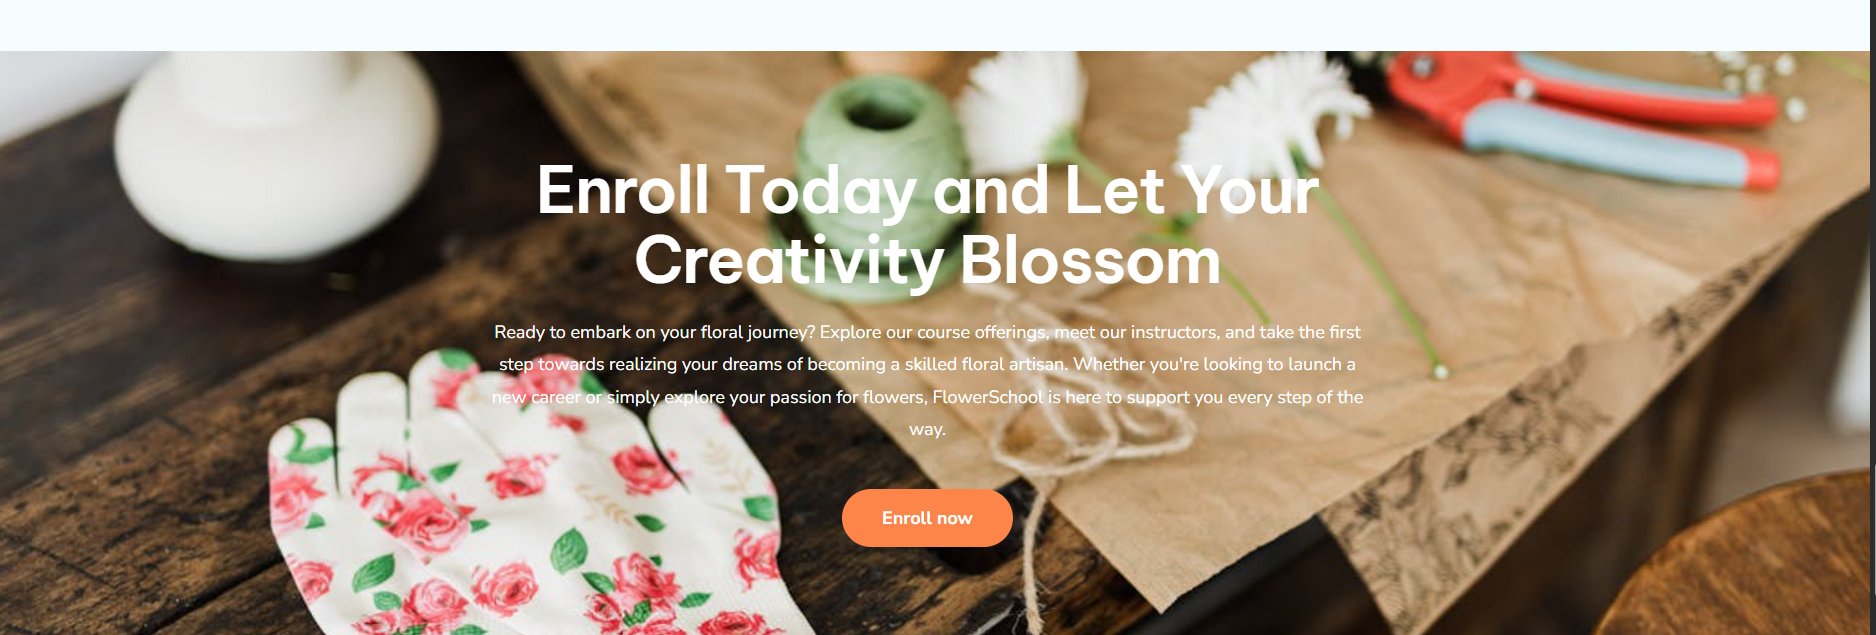 Enroll Today and Let Your
Creativity Blossom
Ready to embark on your floral journey? Explore our course offerings, meet our instructors, and take the first
step towards realizing your dreams of becoming a skilled floral artisan. Whether you're looking to launch a
new career or simply explore your passion for flowers, FlowerSchool is here to support you every step of the
way.
Enroll now